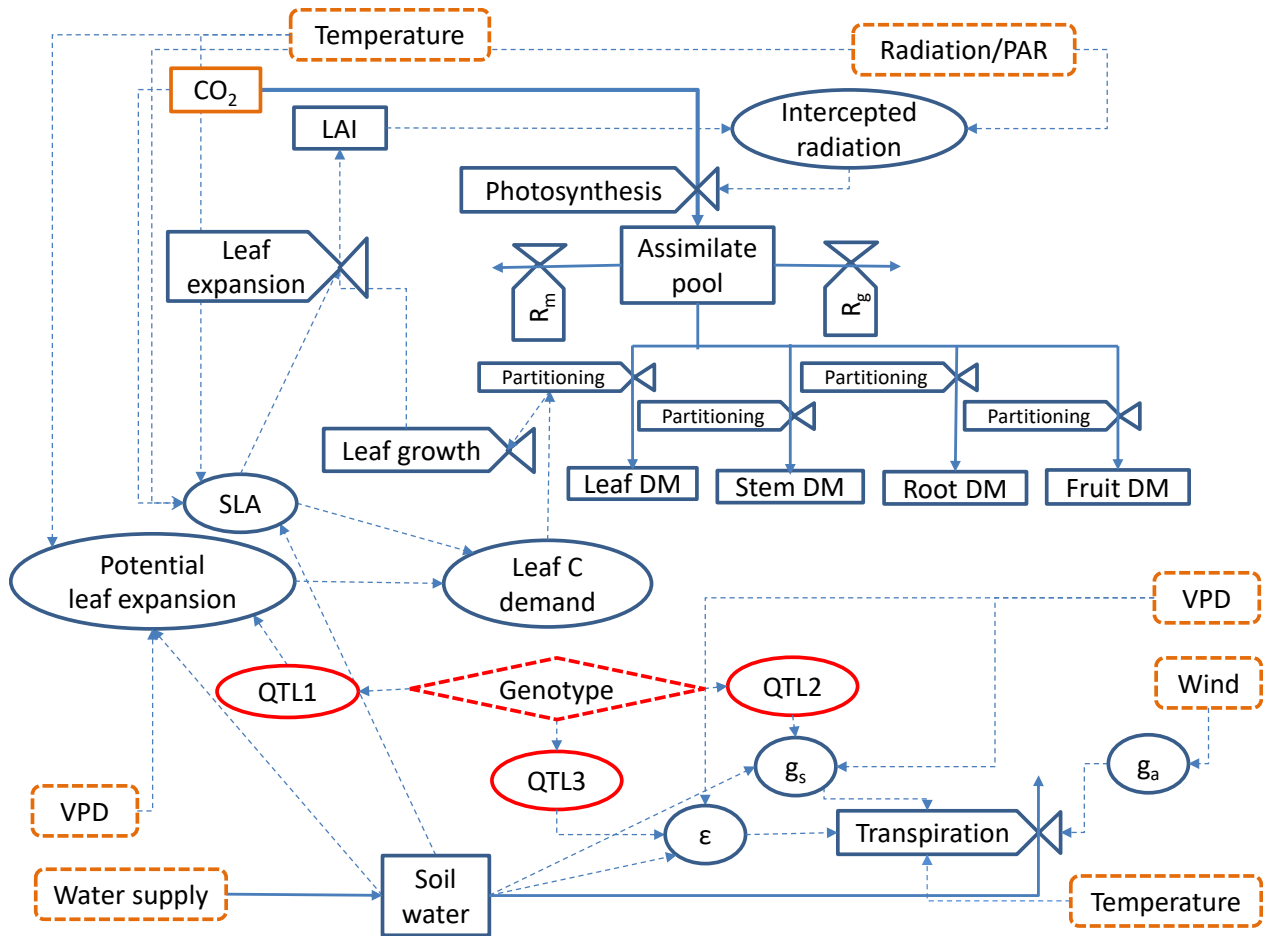 Temperature
Radiation/PAR
CO₂
LAI
Intercepted
radiation
Photosynthesis
Leaf
expansion
Assimilate
pool
Rₘ
R_g
Partitioning
Partitioning
Partitioning
Partitioning
Leaf growth
Leaf DM
Stem DM
Root DM
Fruit DM
SLA
Potential
leaf expansion
Leaf C
demand
VPD
QTL1
Genotype
QTL2
Wind
QTL3
gₛ
gₐ
VPD
ε
Transpiration
Water supply
Soil
water
Temperature